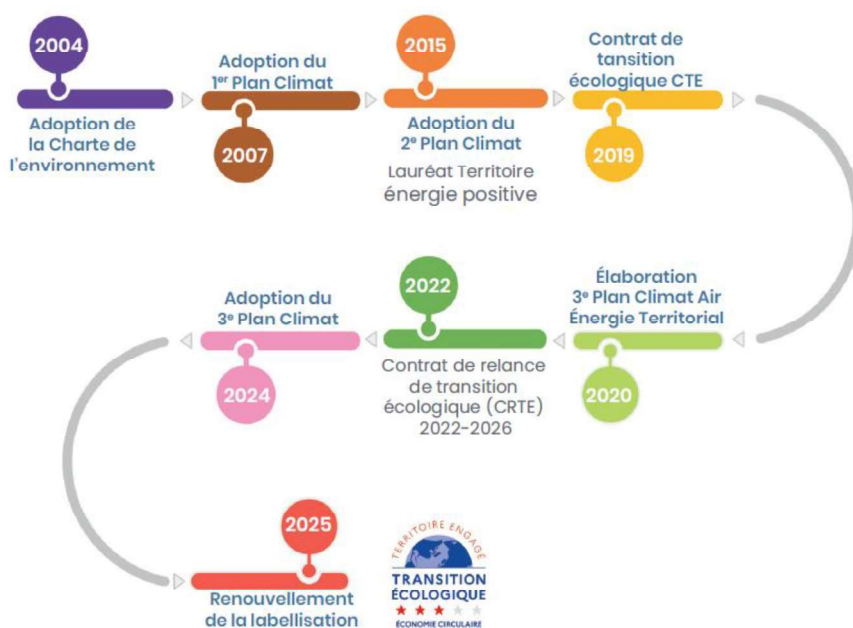 2004
Adoption de
la Charte de
l'environnement
Adoption du
1er Plan Climat
2007
2015
Adoption du
2e Plan Climat
Lauréat Territoire
énergie positive
Contrat de
tansition
écologique CTE
2019
Élaboration
3e Plan Climat Air
Énergie Territorial
2020
2022
Contrat de relance
de transition
écologique (CRTE)
2022-2026
Adoption du
3e Plan Climat
2024
2025
Renouvellement
de la labellisation
TERRITOIRE ENGAGÉ
TRANSITION
ÉCOLOGIQUE
ÉCONOMIE CIRCULAIRE